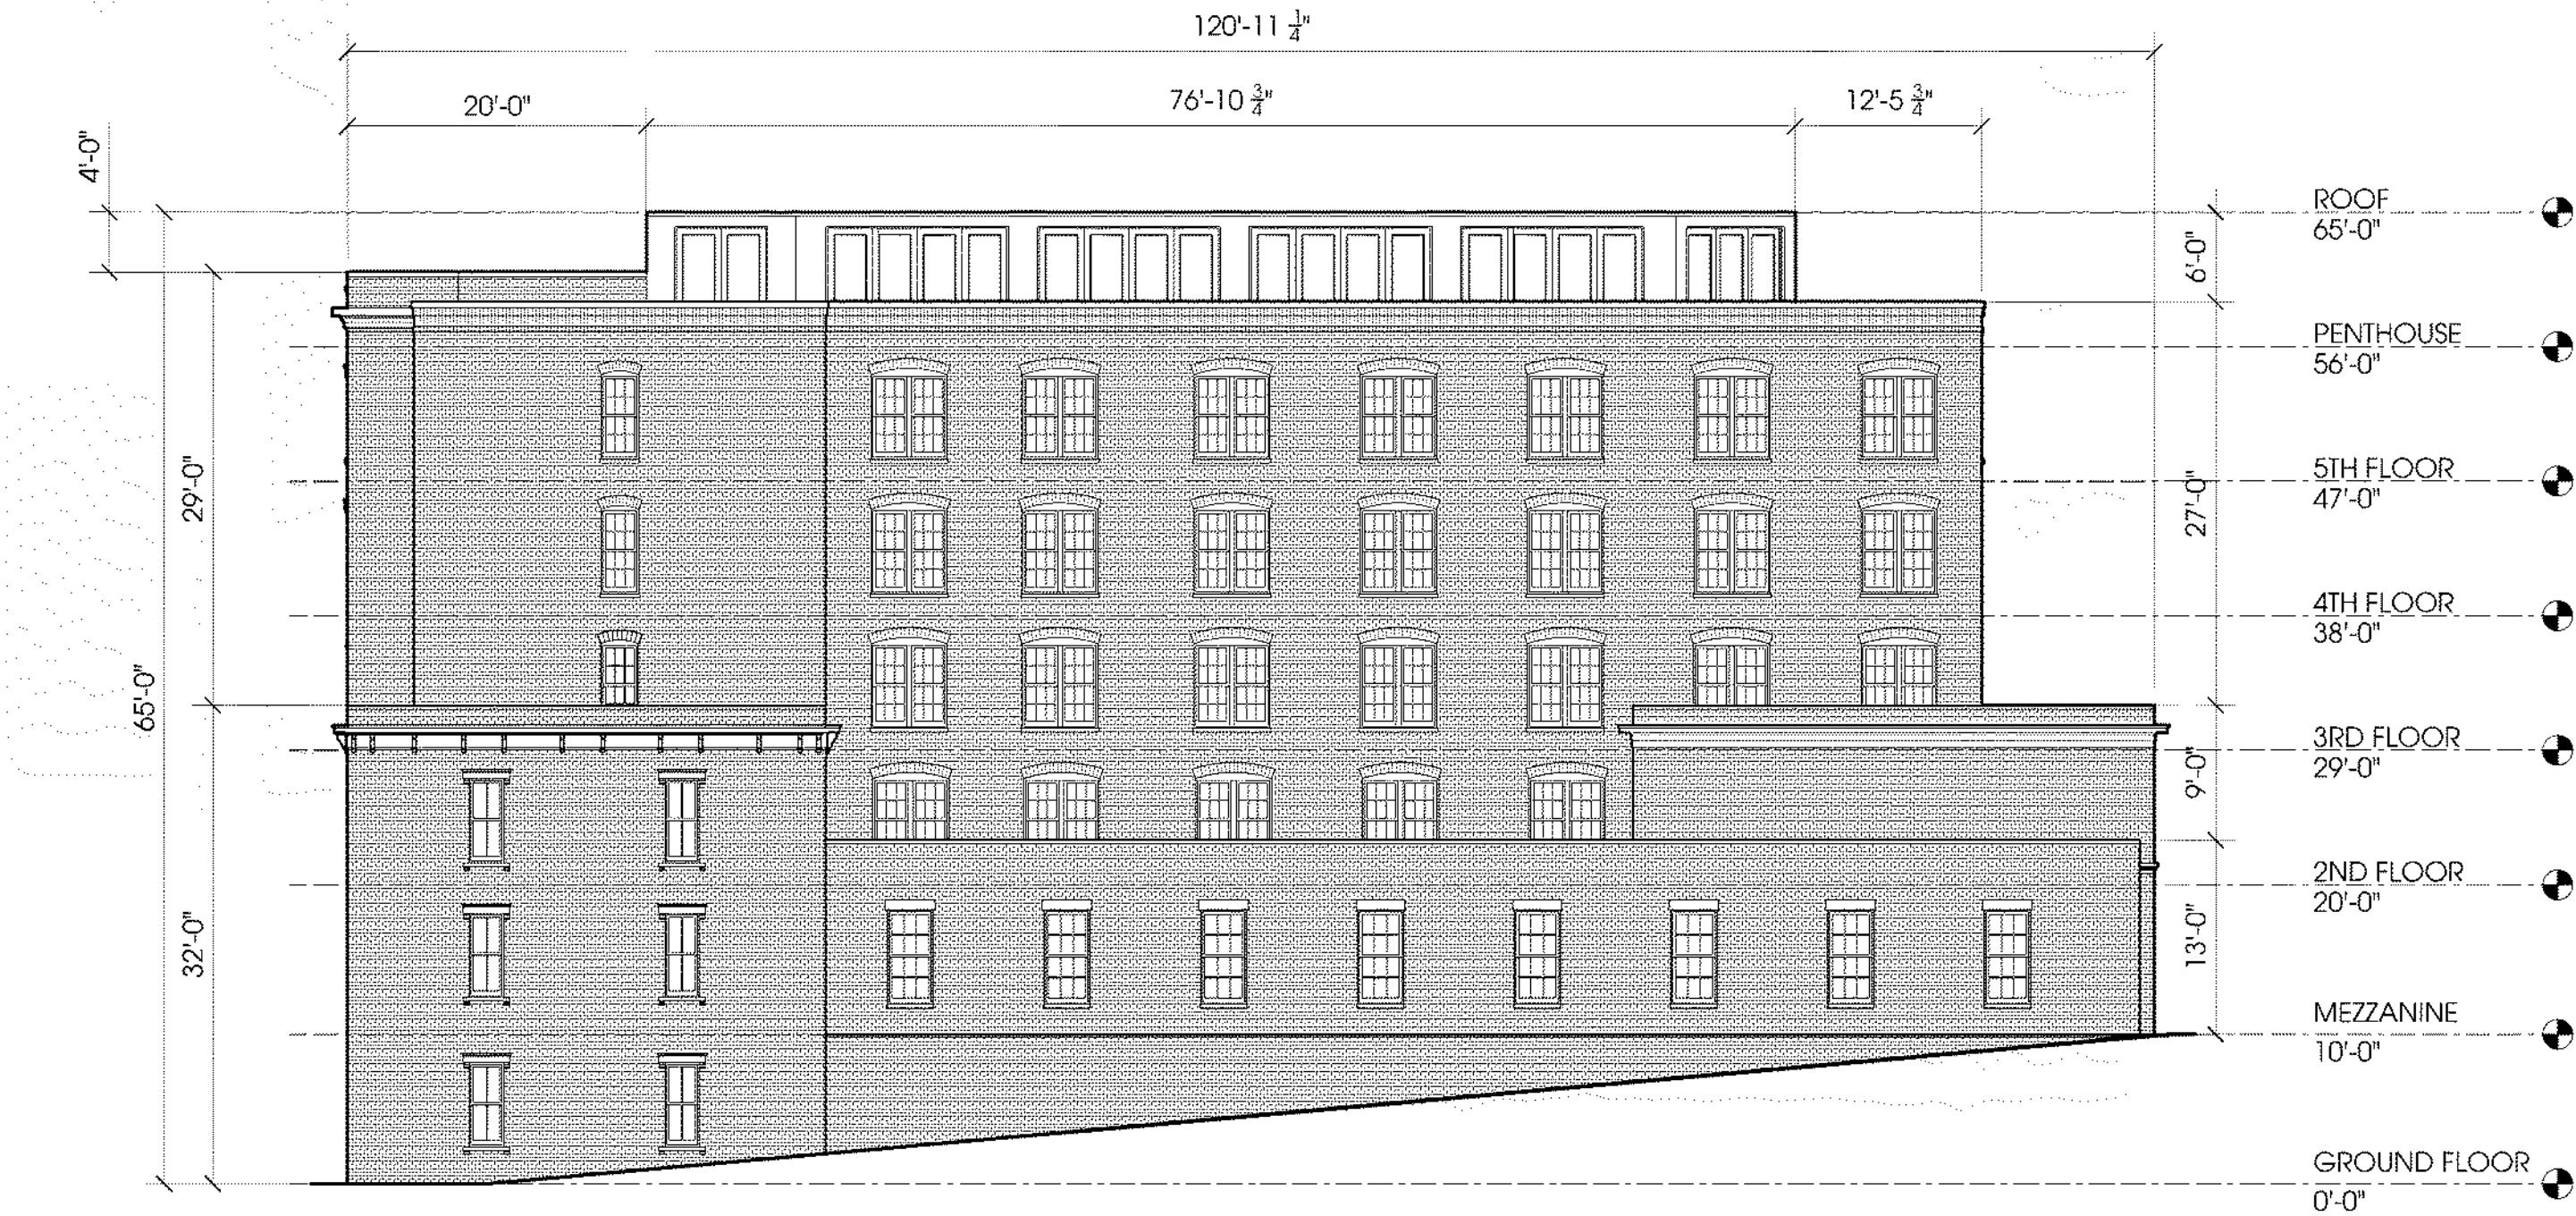 120'-11 1/4"
20'-0"
76'-10 3/4"
12'-5 3/4"
4'-0"
ROOF
65'-0"
6'-0"
PENTHOUSE
56'-0"
29'-0"
5TH FLOOR
47'-0"
27'-0"
4TH FLOOR
38'-0"
65'-0"
3RD FLOOR
29'-0"
9'-0"
2ND FLOOR
20'-0"
32'-0"
13'-0"
MEZZANINE
10'-0"
GROUND FLOOR
0'-0"